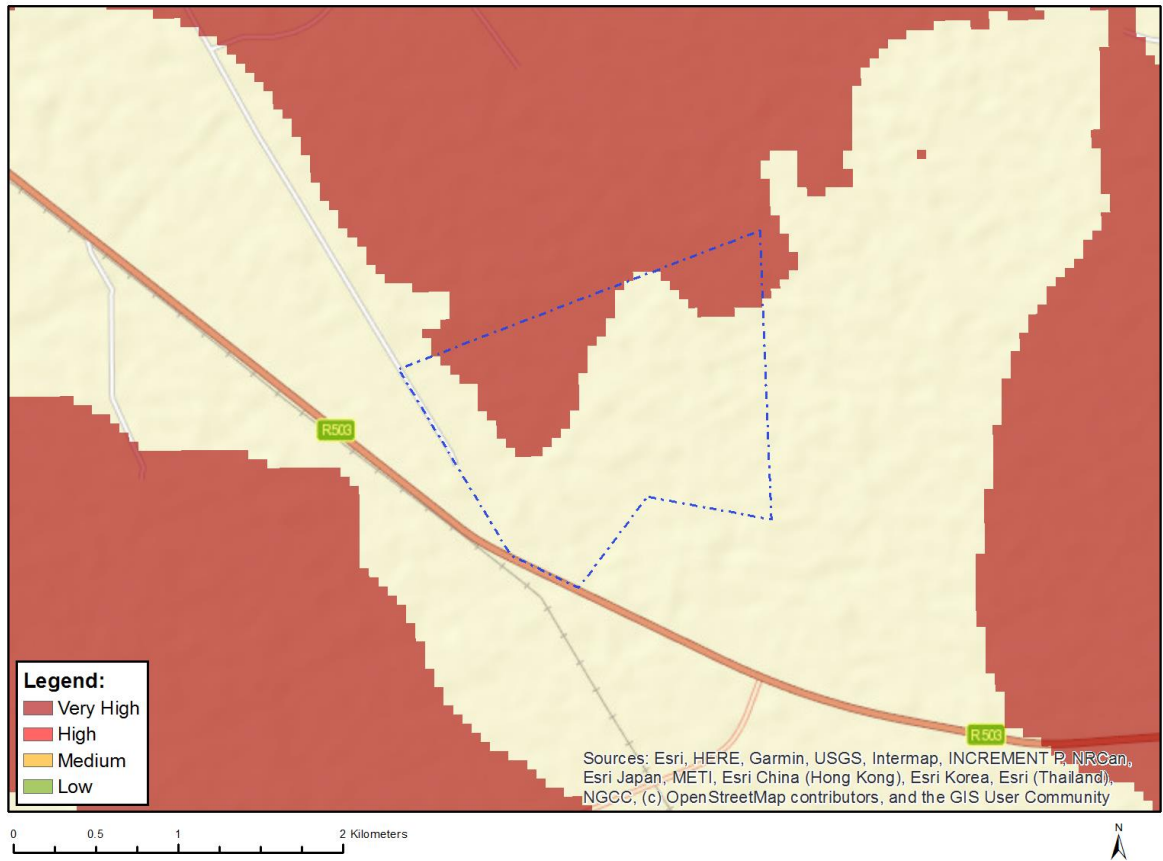 R503
R503
Legend:
Very High
High
Medium
Low
Sources: Esri, HERE, Garmin, USGS, Intermap, INCREMENT P, NRCan,
Esri Japan, METI, Esri China (Hong Kong), Esri Korea, Esri (Thailand),
NGCC, (c) OpenStreetMap contributors, and the GIS User Community
0 0.5 1 2 Kilometers
N